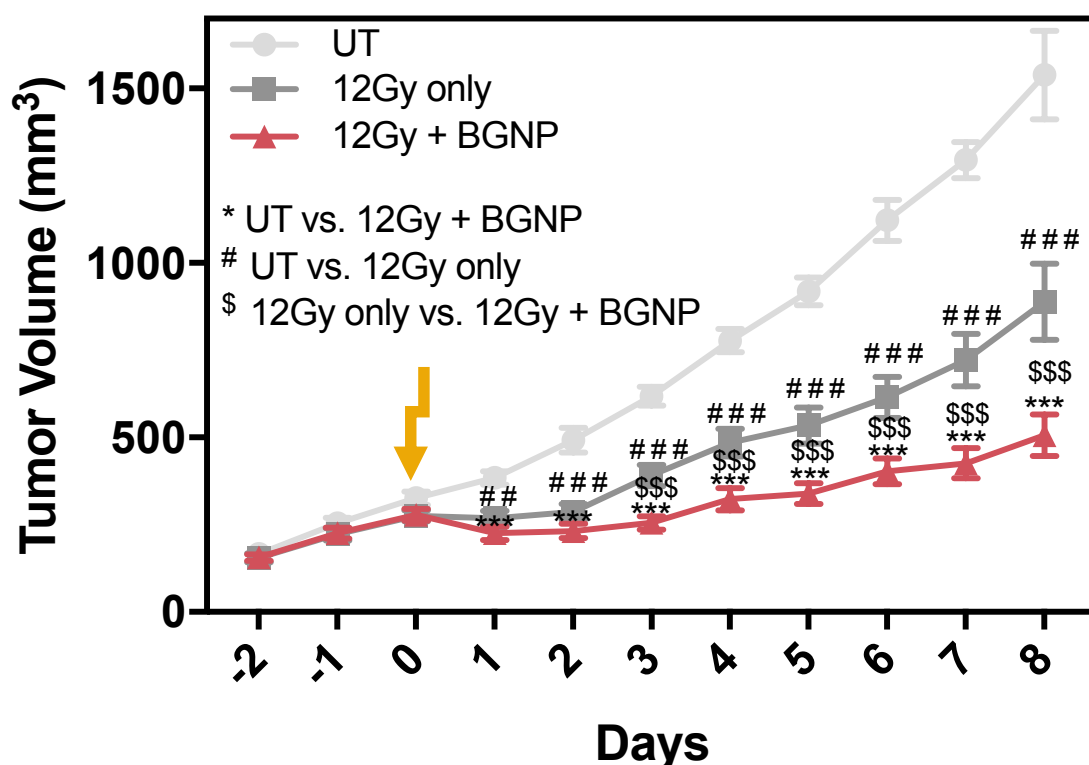 Tumor Volume (mm³)
UT
12Gy only
12Gy + BGNP
* UT vs. 12Gy + BGNP
# UT vs. 12Gy only
$ 12Gy only vs. 12Gy + BGNP
1500
1000
500
0
###
###
###
###
###
###
###
##
$$$
$$$
$$$
$$$
$$$
$$$
***
***
***
***
***
***
***
***
-2 -1 0 1 2 3 4 5 6 7 8
Days